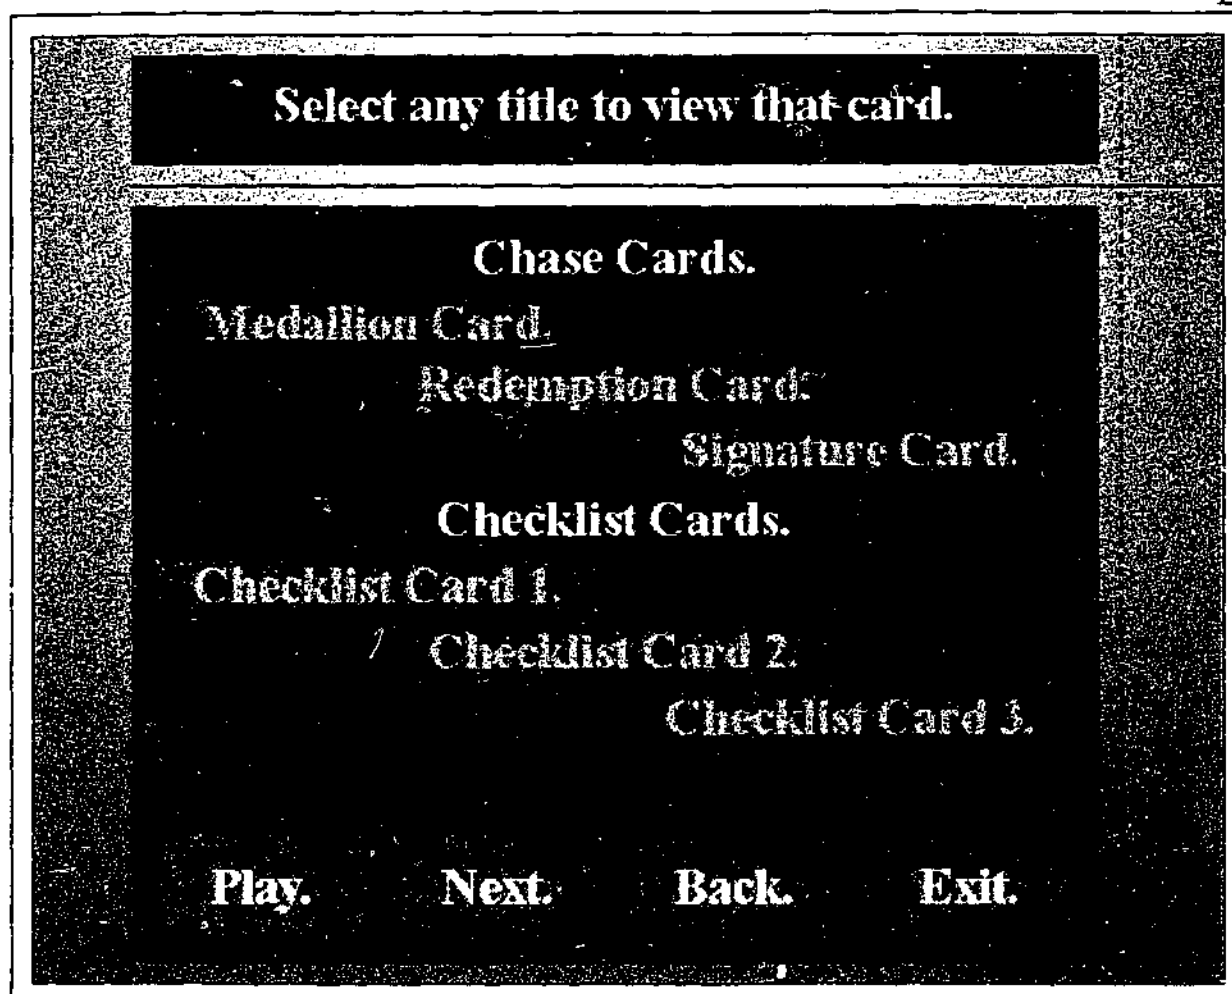 Select any title to view that card.
Chase Cards.
Medallion Card.
Redemption Card.
Signature Card.
Checklist Cards.
Checklist Card 1.
Checklist Card 2.
Checklist Card 3.
Play. Next. Back. Exit.